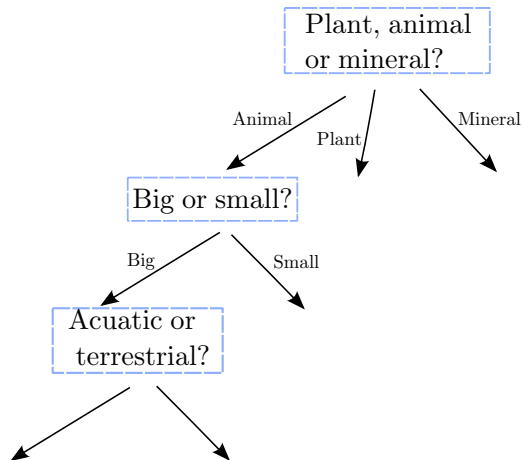 Plant, animal
or mineral?
Animal
Plant
Mineral
Big or small?
Big
Small
Acuatic or
terrestrial?